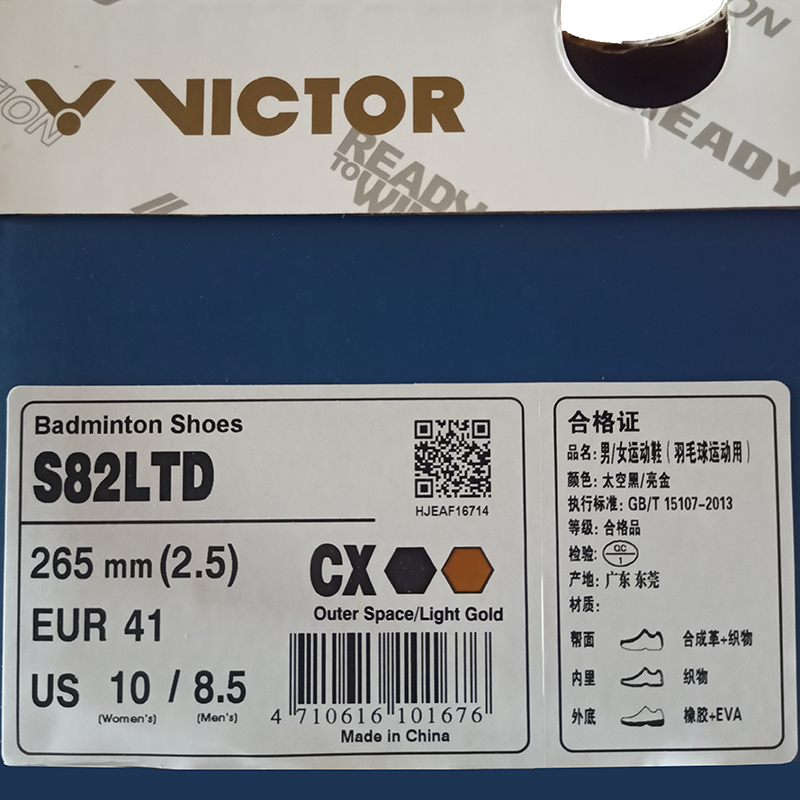 VICTOR
READY
TO WIN
READY
ON
TION
Badminton Shoes
S82LTD
HJEAF16714
265 mm (2.5)
CX
Outer Space/Light Gold
EUR 41
US 10 / 8.5
(Women's) (Men's)
4 710616 101676
Made in China
合格证
品名: 男/女运动鞋 (羽毛球运动用)
颜色: 太空黑/亮金
执行标准: GB/T 15107-2013
等级: 合格品
检验: QC 1
产地: 广东 东莞
材质:
帮面 合成革+织物
内里 织物
外底 橡胶+EVA